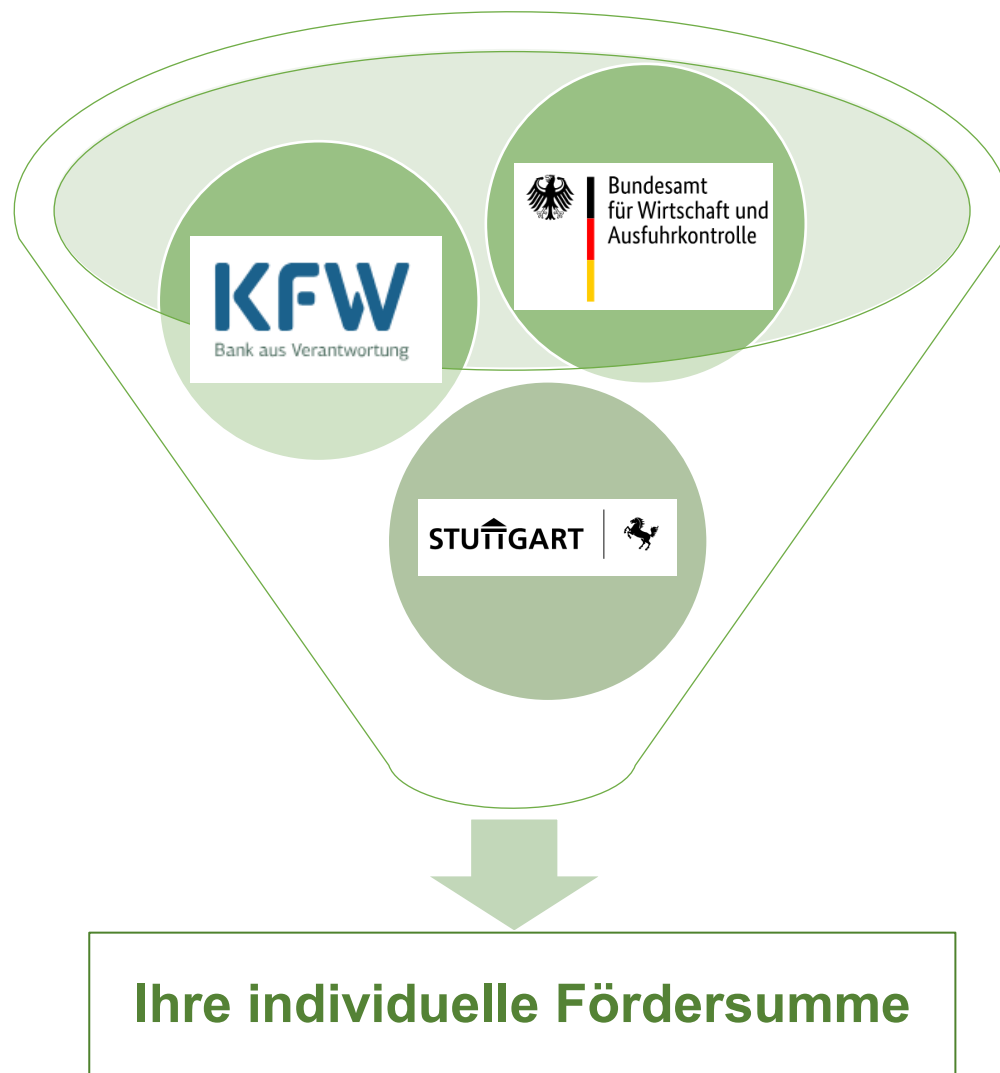 Bundesamt
für Wirtschaft und
Ausfuhrkontrolle
KFW
Bank aus Verantwortung
STUTTGART
Ihre individuelle Fördersumme